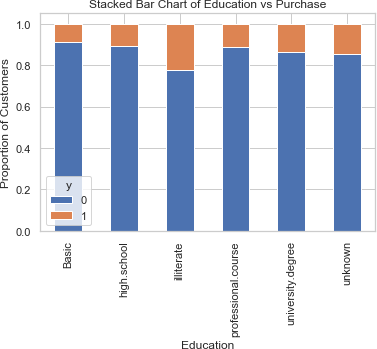 Stacked Bar Chart of Education vs Purchase
Proportion of Customers
1.0
0.8
0.6
0.4
0.2
0.0
y
0
1
Basic
high.school
illiterate
professional.course
university.degree
unknown
Education